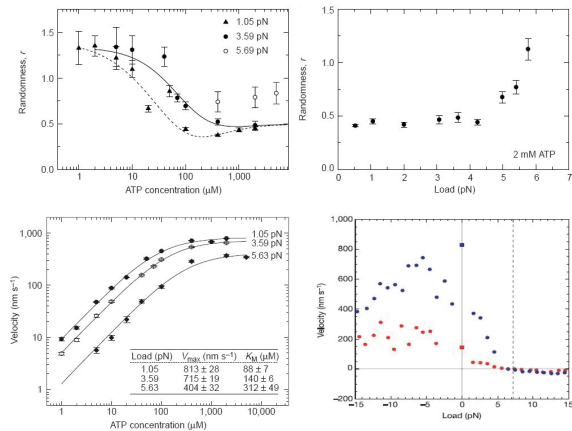 1.5
1.0
0.5
0.0
Randomness, r
1
10
100
1,000
ATP concentration (μM)
1.05 pN
3.59 pN
5.69 pN
1.5
1.0
0.5
0.0
Randomness, r
0
1
2
3
4
5
6
7
Load (pN)
2 mM ATP
1,000
100
10
1
Velocity (nm s⁻¹)
1
10
100
1,000
10,000
ATP concentration (μM)
1.05 pN
3.59 pN
5.63 pN
Load (pN) Vmax (nm s⁻¹) KM (μM)
1.05 813 ± 28 88 ± 7
3.59 715 ± 19 140 ± 6
5.63 404 ± 32 312 ± 49
1,000
800
600
400
200
0
-200
Velocity (nm s⁻¹)
-15
-10
-5
0
5
10
15
Load (pN)